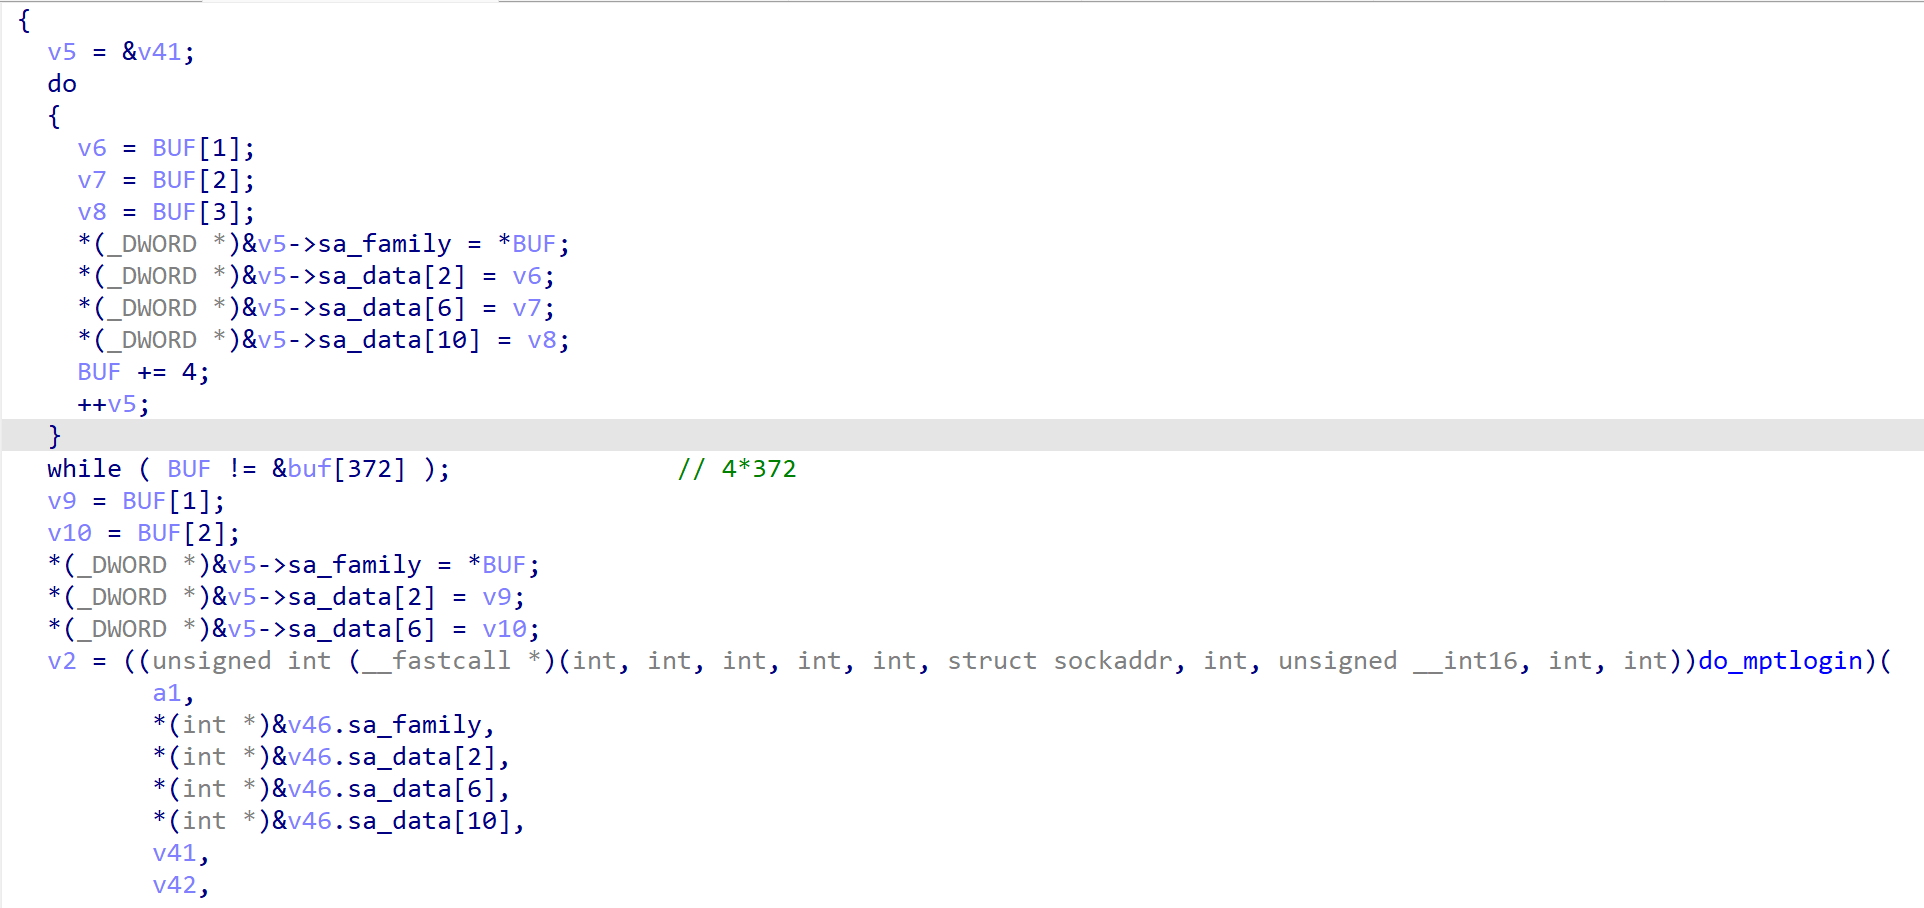 {
v5 = &v41;
do
{
v6 = BUF[1];
v7 = BUF[2];
v8 = BUF[3];
*(_DWORD *)&v5->sa_family = *BUF;
*(_DWORD *)&v5->sa_data[2] = v6;
*(_DWORD *)&v5->sa_data[6] = v7;
*(_DWORD *)&v5->sa_data[10] = v8;
BUF += 4;
++v5;
}
while ( BUF != &buf[372] ); // 4*372
v9 = BUF[1];
v10 = BUF[2];
*(_DWORD *)&v5->sa_family = *BUF;
*(_DWORD *)&v5->sa_data[2] = v9;
*(_DWORD *)&v5->sa_data[6] = v10;
v2 = ((unsigned int (__fastcall *)(int, int, int, int, int, struct sockaddr, int, unsigned __int16, int, int))do_mptlogin)(
a1,
*(int *)&v46.sa_family,
*(int *)&v46.sa_data[2],
*(int *)&v46.sa_data[6],
*(int *)&v46.sa_data[10],
v41,
v42,